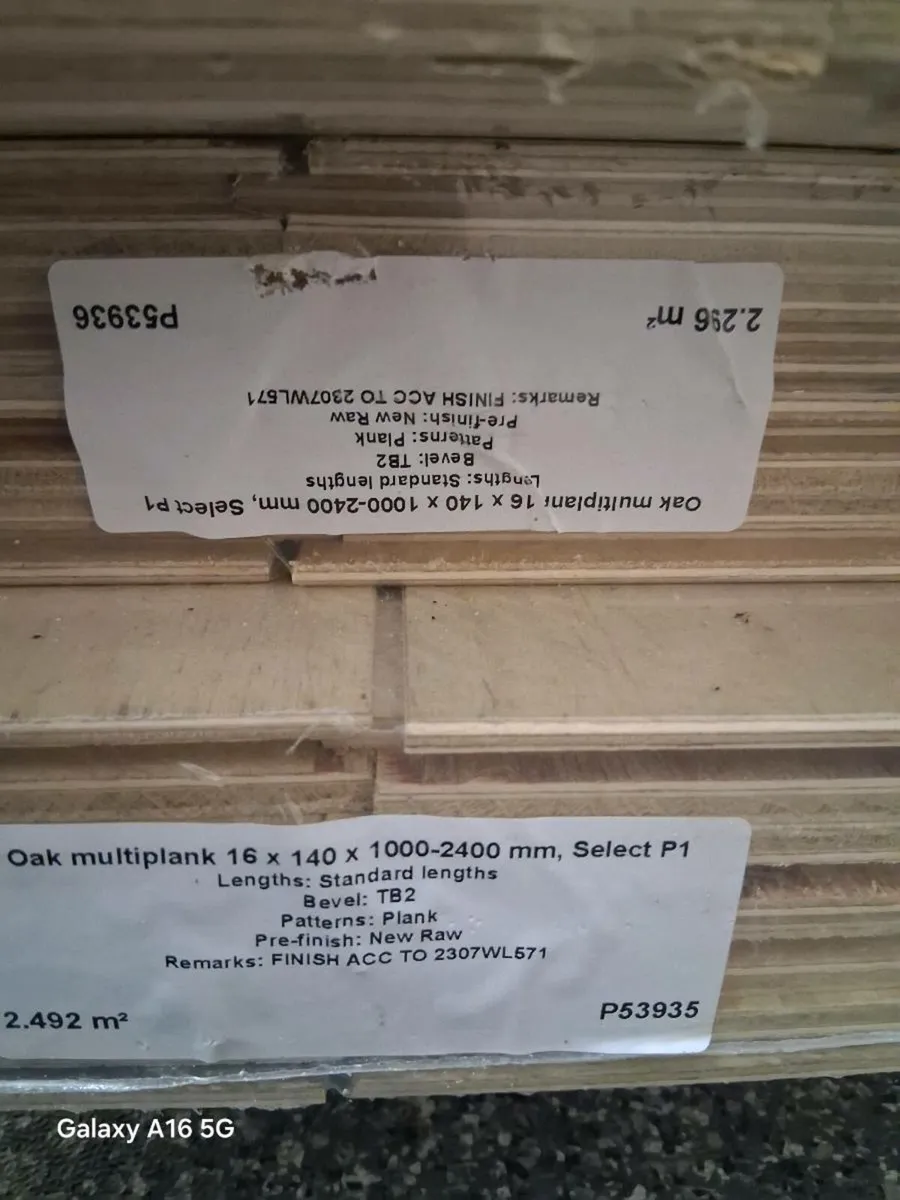 Oak multiplank 16 x 140 x 1000-2400 mm, Select P1
Lengths: Standard lengths
Bevel: TB2
Patterns: Plank
Pre-finish: New Raw
Remarks: FINISH ACC TO 2307WL571
2.296 m² P53936
Oak multiplank 16 x 140 x 1000-2400 mm, Select P1
Lengths: Standard lengths
Bevel: TB2
Patterns: Plank
Pre-finish: New Raw
Remarks: FINISH ACC TO 2307WL571
2.492 m² P53935
Galaxy A16 5G